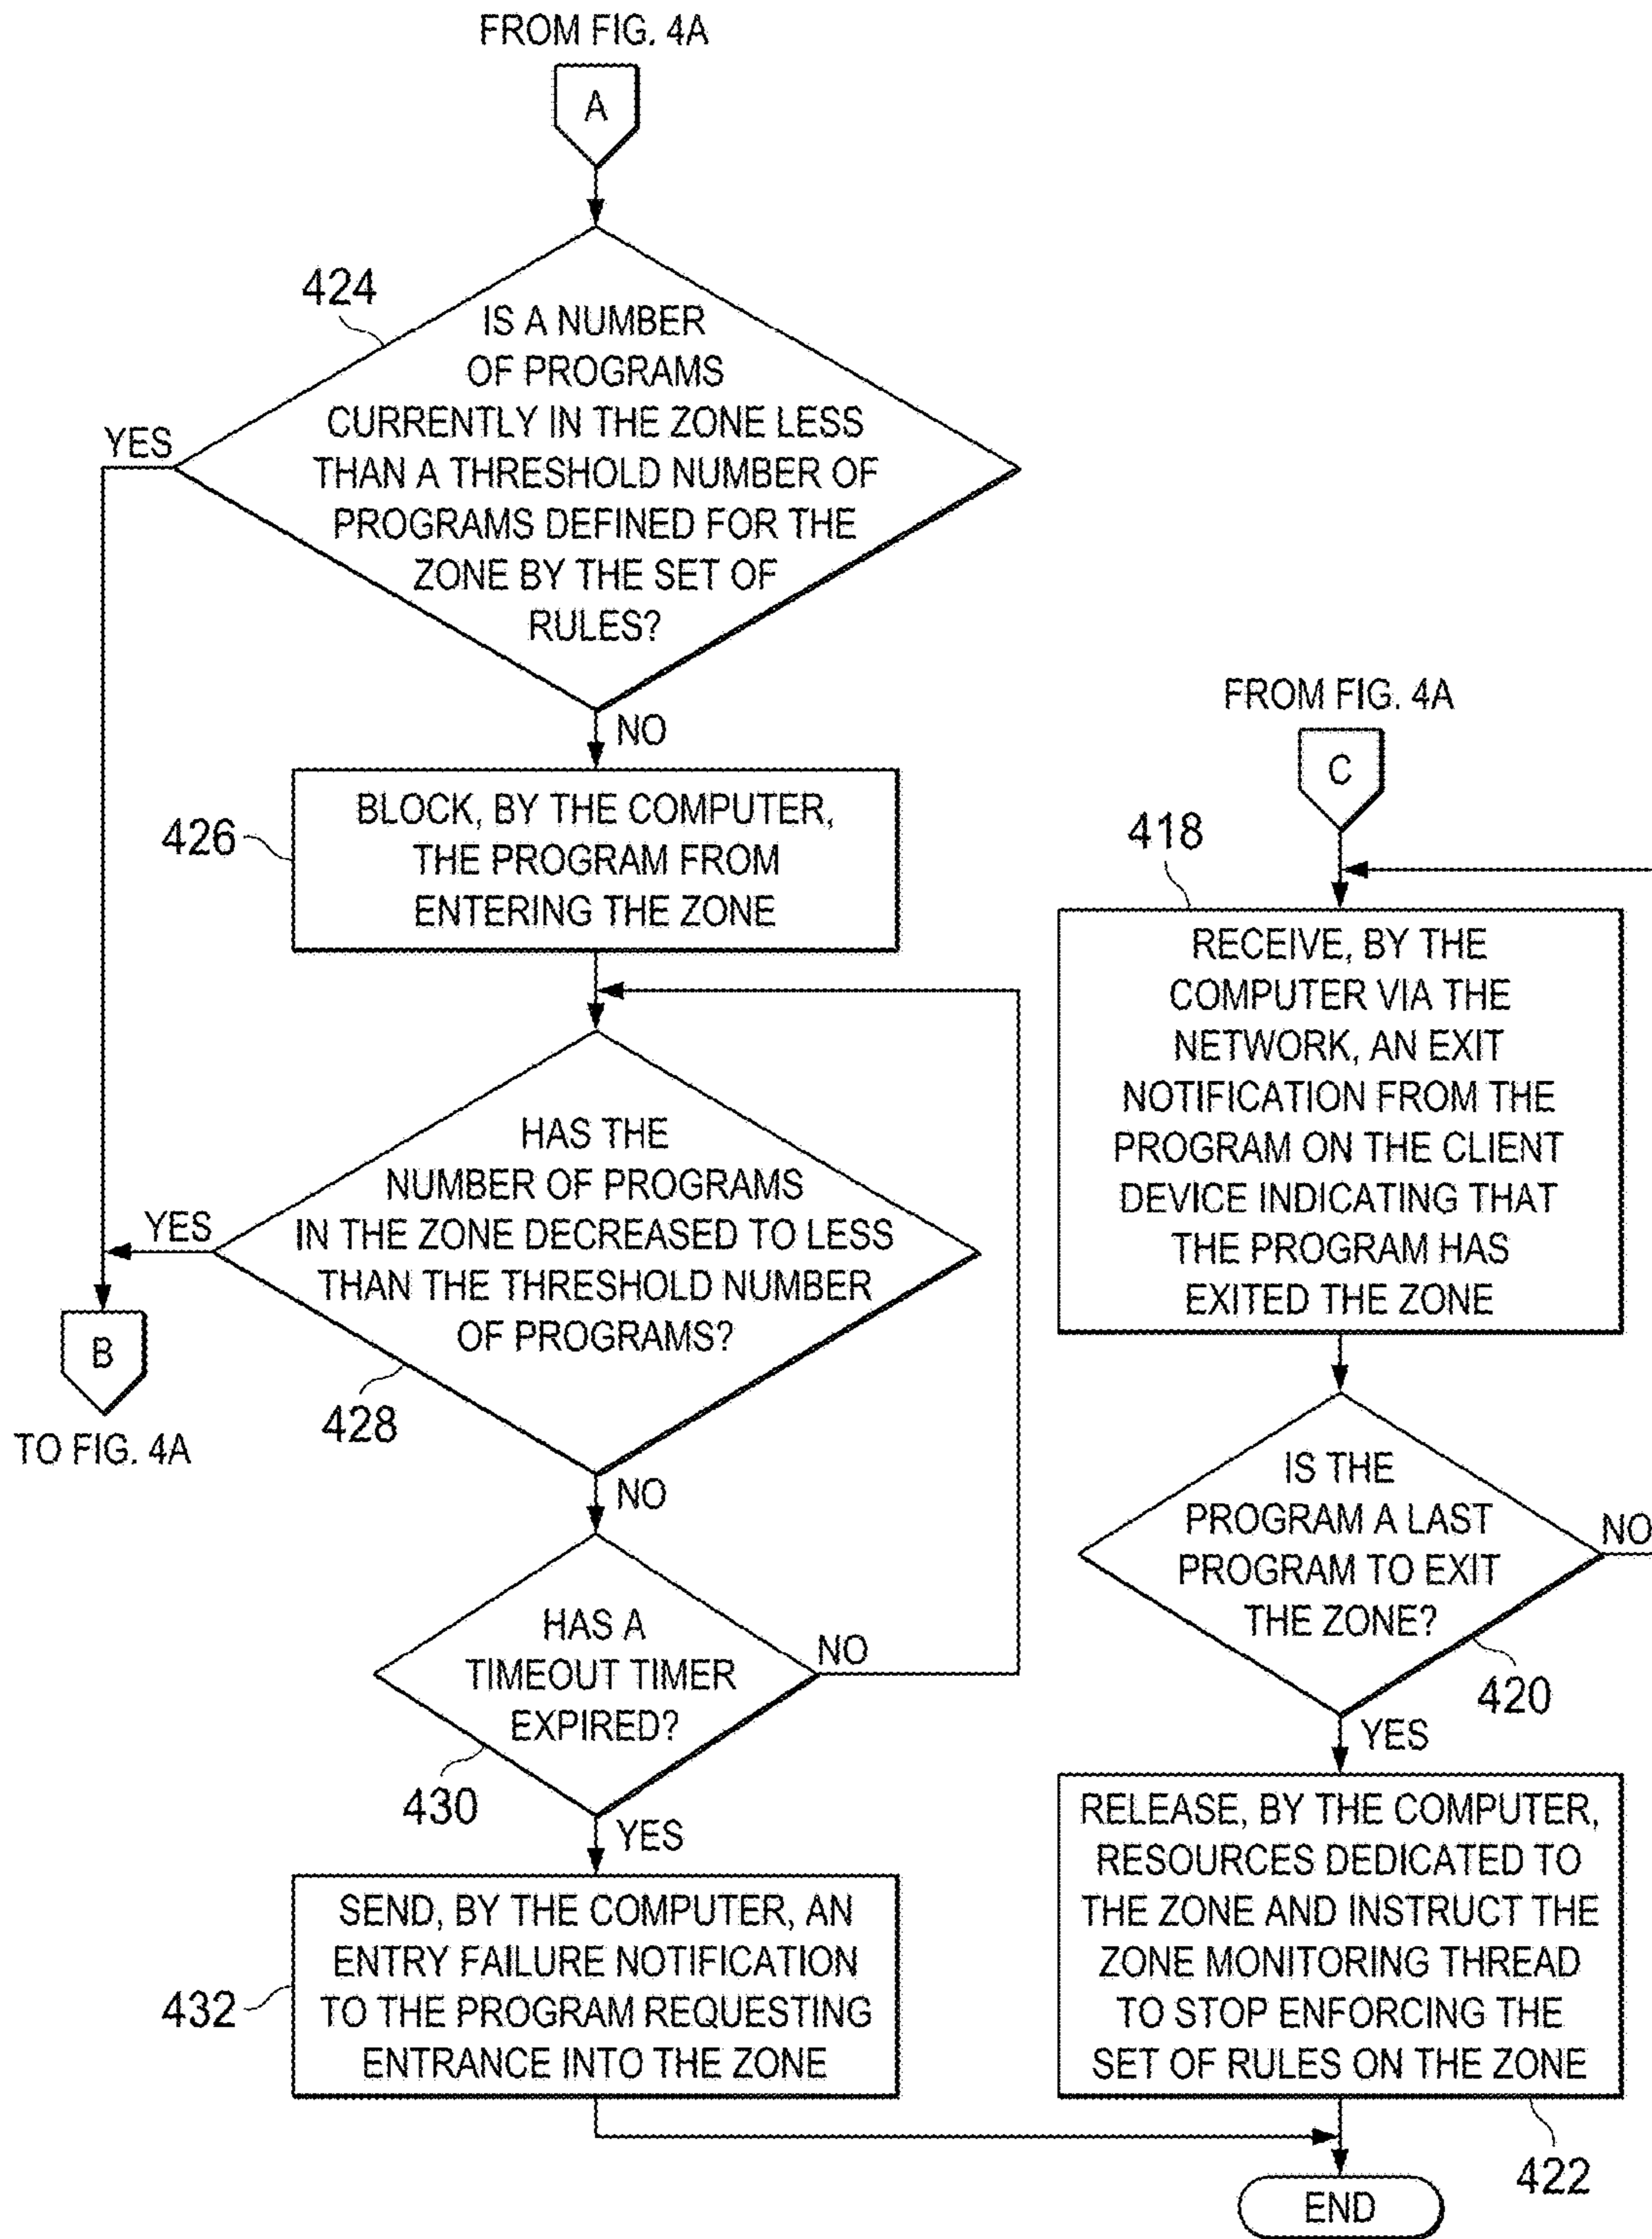 FROM FIG. 4A
A
424
IS A NUMBER
OF PROGRAMS
CURRENTLY IN THE ZONE LESS
THAN A THRESHOLD NUMBER OF
PROGRAMS DEFINED FOR THE
ZONE BY THE SET OF
RULES?
YES
NO
426
BLOCK, BY THE COMPUTER,
THE PROGRAM FROM
ENTERING THE ZONE
HAS THE
NUMBER OF PROGRAMS
IN THE ZONE DECREASED TO LESS
THAN THE THRESHOLD NUMBER
OF PROGRAMS?
YES
428
B
TO FIG. 4A
NO
HAS A
TIMEOUT TIMER
EXPIRED?
NO
430
YES
SEND, BY THE COMPUTER, AN
ENTRY FAILURE NOTIFICATION
TO THE PROGRAM REQUESTING
ENTRANCE INTO THE ZONE
432
FROM FIG. 4A
C
418
RECEIVE, BY THE
COMPUTER VIA THE
NETWORK, AN EXIT
NOTIFICATION FROM THE
PROGRAM ON THE CLIENT
DEVICE INDICATING THAT
THE PROGRAM HAS
EXITED THE ZONE
IS THE
PROGRAM A LAST
PROGRAM TO EXIT
THE ZONE?
NO
420
YES
RELEASE, BY THE COMPUTER,
RESOURCES DEDICATED TO
THE ZONE AND INSTRUCT THE
ZONE MONITORING THREAD
TO STOP ENFORCING THE
SET OF RULES ON THE ZONE
422
END